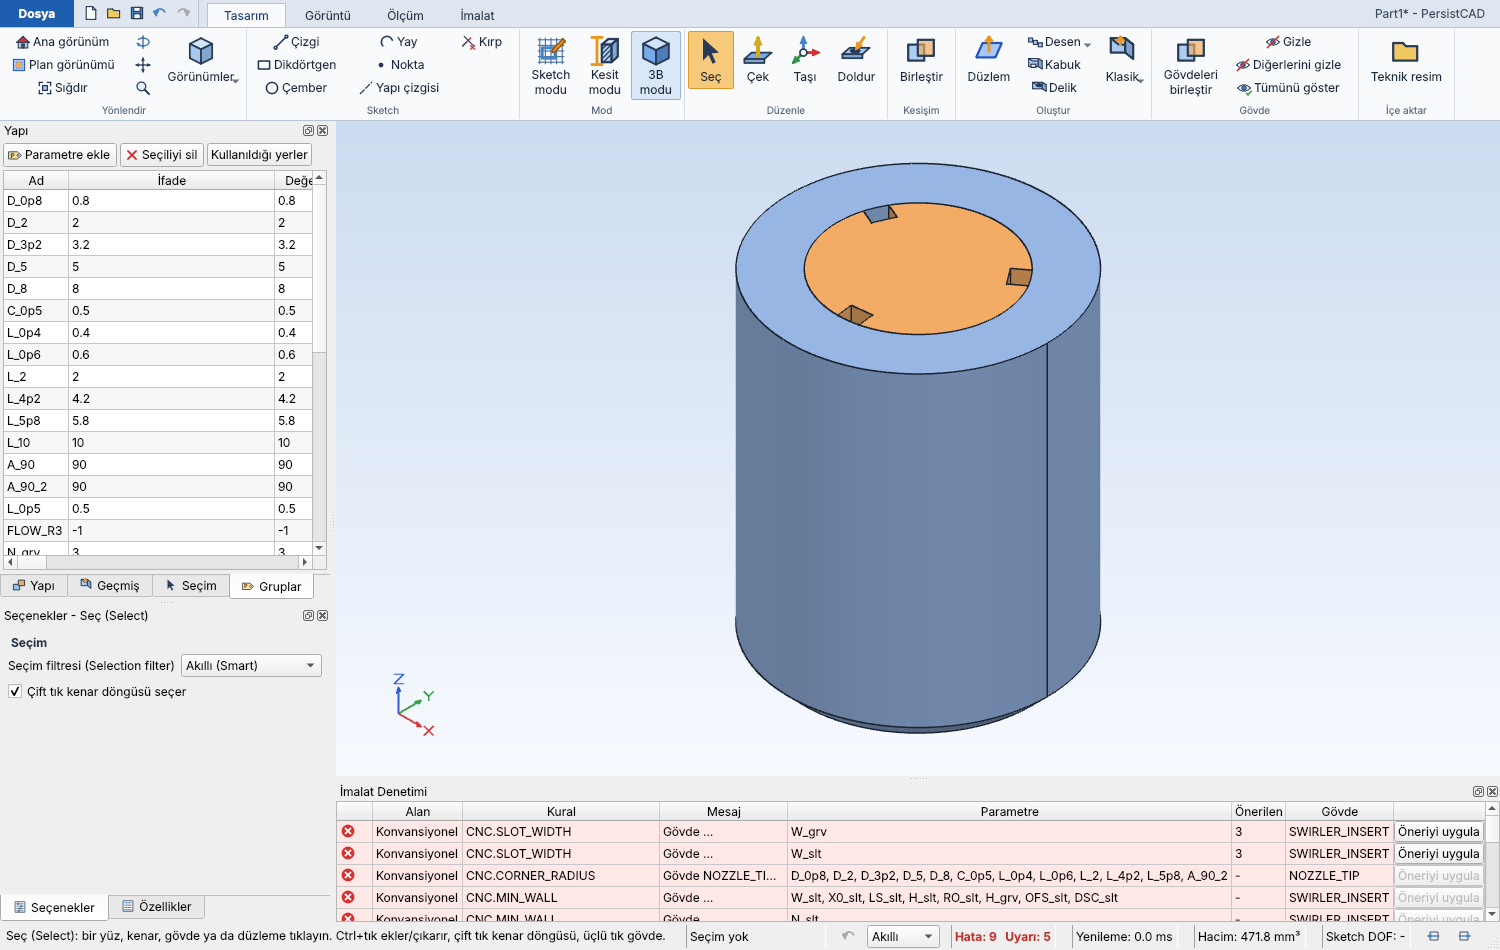 Dosya
Tasarım
Görüntü
Ölçüm
İmalat
Part1* - PersistCAD
Ana görünüm
Plan görünümü
Sığdır
Görünümler
Yönlendir
Çizgi
Dikdörtgen
Çember
Yay
Nokta
Yapı çizgisi
Kırp
Sketch
Sketch modu
Kesit modu
3B modu
Mod
Seç
Çek
Taşı
Doldur
Düzenle
Birleştir
Kesişim
Düzlem
Desen
Kabuk
Delik
Klasik
Oluştur
Gövdeleri birleştir
Gizle
Diğerlerini gizle
Tümünü göster
Gövde
Teknik resim
İçe aktar
Yapı
Parametre ekle
Seçiliyi sil
Kullanıldığı yerler
Ad İfade Değe
D_0p8 0.8 0.8
D_2 2 2
D_3p2 3.2 3.2
D_5 5 5
D_8 8 8
C_0p5 0.5 0.5
L_0p4 0.4 0.4
L_0p6 0.6 0.6
L_2 2 2
L_4p2 4.2 4.2
L_5p8 5.8 5.8
L_10 10 10
A_90 90 90
A_90_2 90 90
L_0p5 0.5 0.5
FLOW_R3 -1 -1
N_grv 3 3
Yapı
Geçmiş
Seçim
Gruplar
Seçenekler - Seç (Select)
Seçim
Seçim filtresi (Selection filter) Akıllı (Smart)
Çift tık kenar döngüsü seçer
Seçenekler
Özellikler
Z
Y
X
İmalat Denetimi
Alan Kural Mesaj Parametre Önerilen Gövde
Konvansiyonel CNC.SLOT_WIDTH Gövde ... W_grv 3 SWIRLER_INSERT Öneriyi uygula
Konvansiyonel CNC.SLOT_WIDTH Gövde ... W_slt 3 SWIRLER_INSERT Öneriyi uygula
Konvansiyonel CNC.CORNER_RADIUS Gövde NOZZLE_TI... D_0p8, D_2, D_3p2, D_5, D_8, C_0p5, L_0p4, L_0p6, L_2, L_4p2, L_5p8, A_90_2 - NOZZLE_TIP Öneriyi uygula
Konvansiyonel CNC.MIN_WALL Gövde ... W_slt, X0_slt, LS_slt, H_slt, RO_slt, H_grv, OFS_slt, DSC_slt - SWIRLER_INSERT Öneriyi uygula
Konvansiyonel CNC.MIN_WALL Gövde ... N_slt - SWIRLER_INSERT Öneriyi uygula
Seç (Select): bir yüz, kenar, gövde ya da düzleme tıklayın. Ctrl+tık ekler/çıkarır, çift tık kenar döngüsü, üçlü tık gövde.
Seçim yok
Akıllı
Hata: 9 Uyarı: 5
Yenileme: 0.0 ms
Hacim: 471.8 mm³
Sketch DOF: -